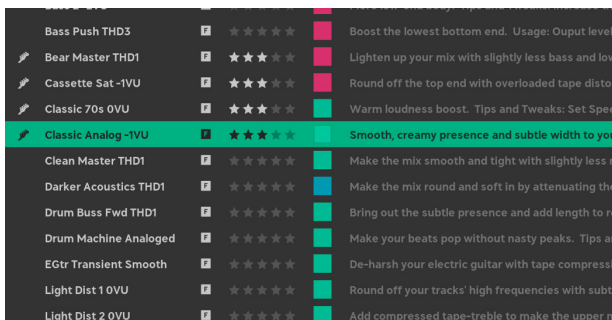 Bass Push THD3 F Boost the lowest bottom end. Usage: Ouput level
Bear Master THD1 F Lighten up your mix with slightly less bass and low
Cassette Sat -1VU F Round off the top end with overloaded tape disto
Classic 70s 0VU F Warm loudness boost. Tips and Tweaks: Set Spee
Classic Analog -1VU F Smooth, creamy presence and subtle width to you
Clean Master THD1 F Make the mix smooth and tight with slightly less
Darker Acoustics THD1 F Make the mix round and soft in by attenuating the
Drum Buss Fwd THD1 F Bring out the subtle presence and add length to
Drum Machine Analoged F Make your beats pop without nasty peaks. Tips
EGtr Transient Smooth F De-harsh your electric guitar with tape compressi
Light Dist 1 0VU F Round off your tracks' high frequencies with subt
Light Dist 2 0VU F Add compressed tape-treble to make the upper